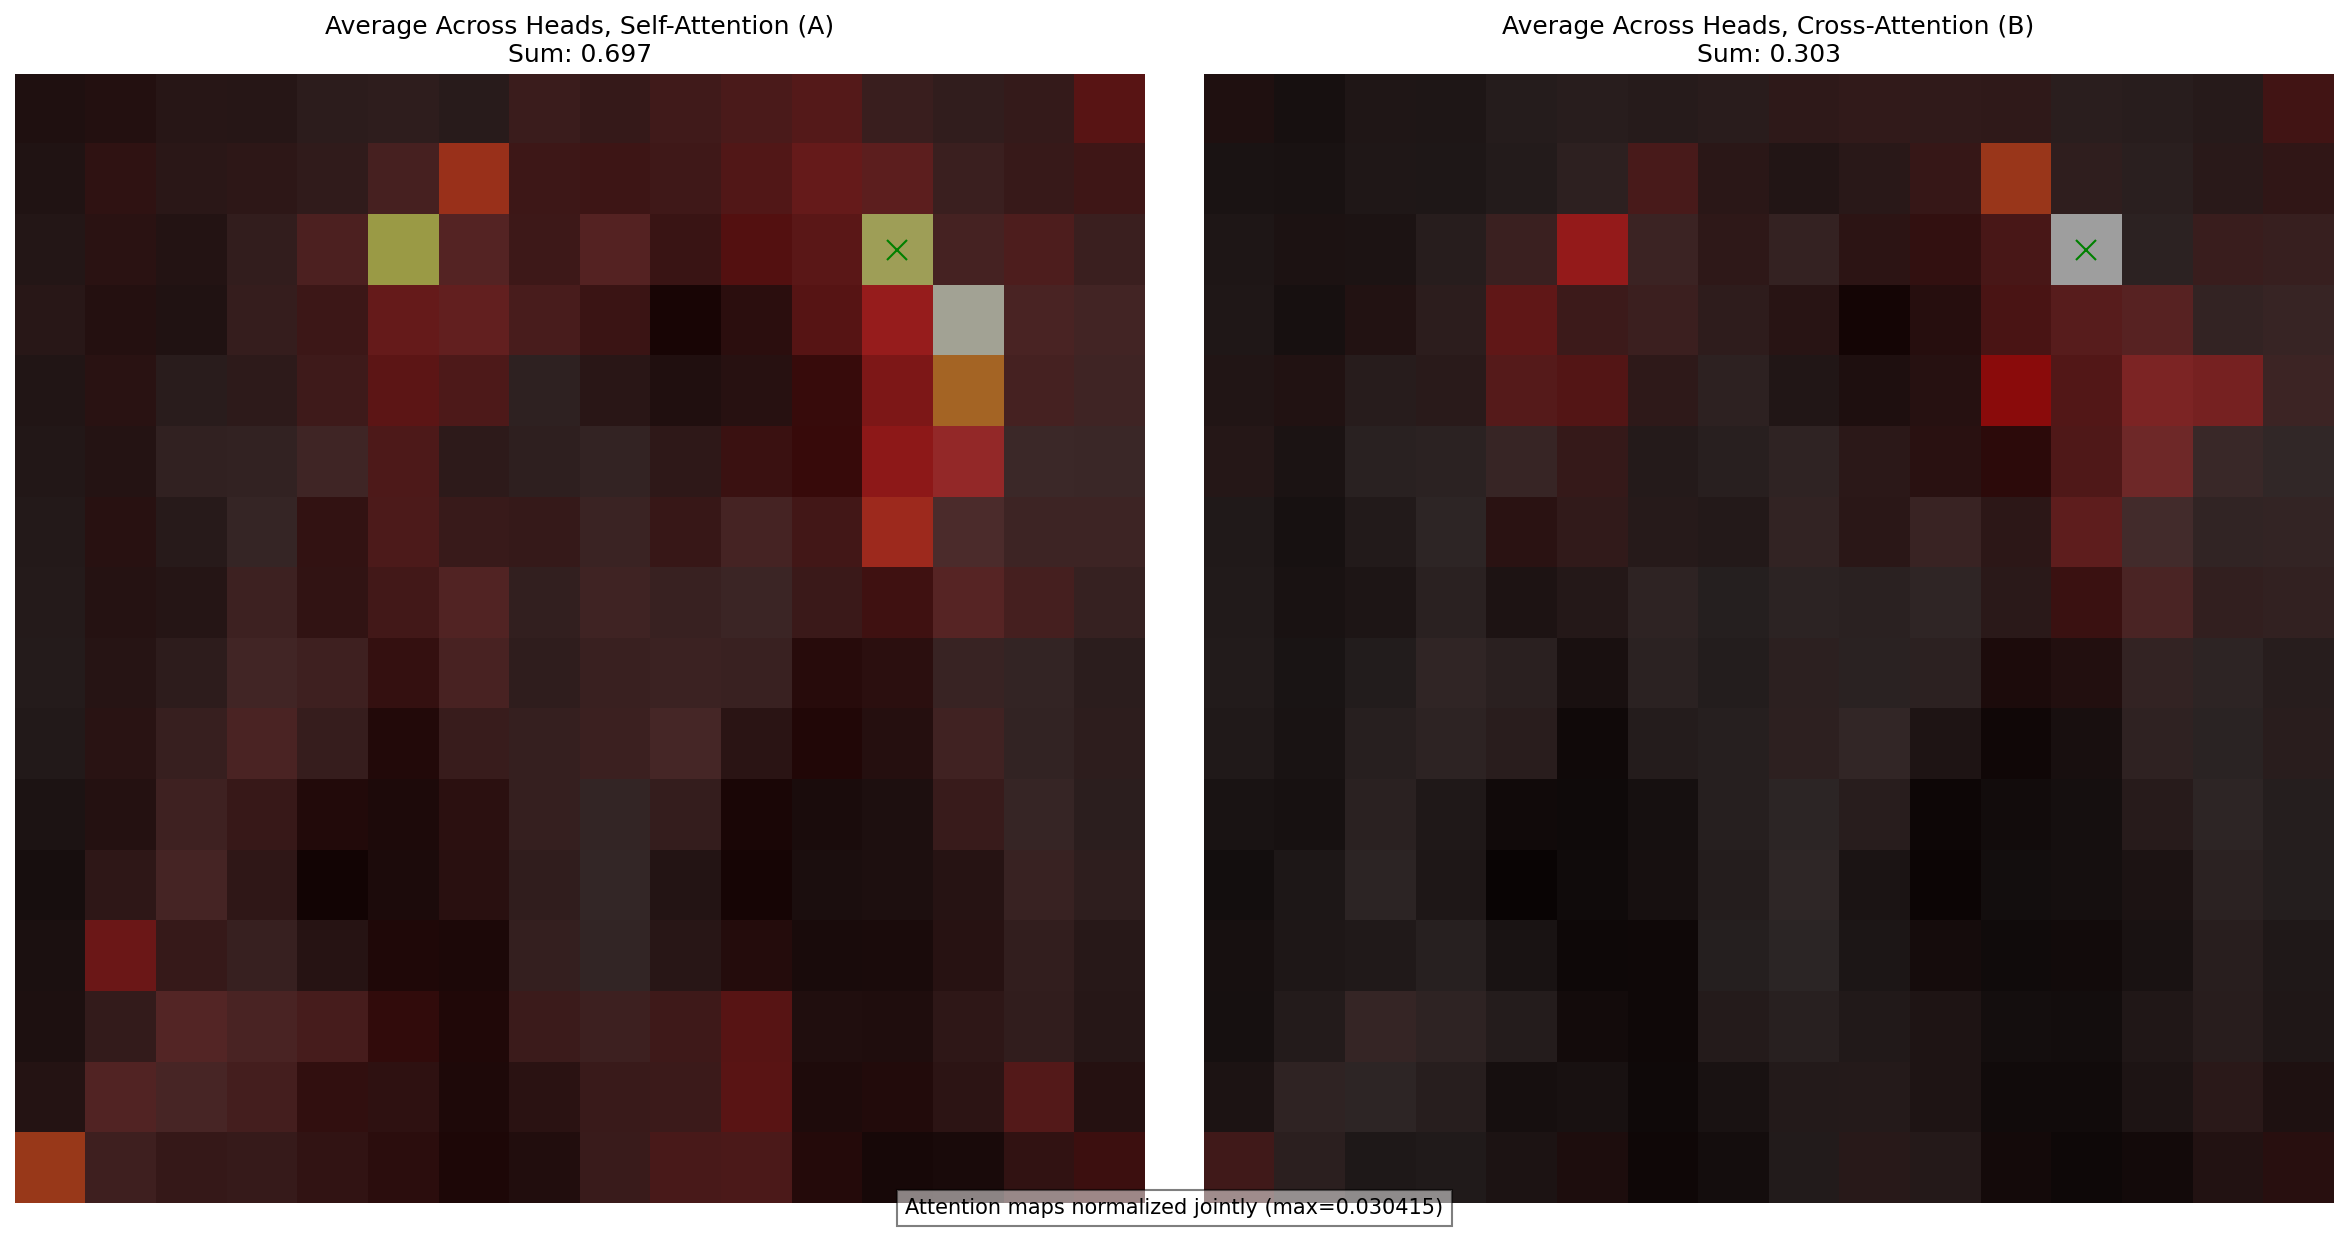 Average Across Heads, Self-Attention (A)
Sum: 0.697
Average Across Heads, Cross-Attention (B)
Sum: 0.303
Attention maps normalized jointly (max=0.030415)